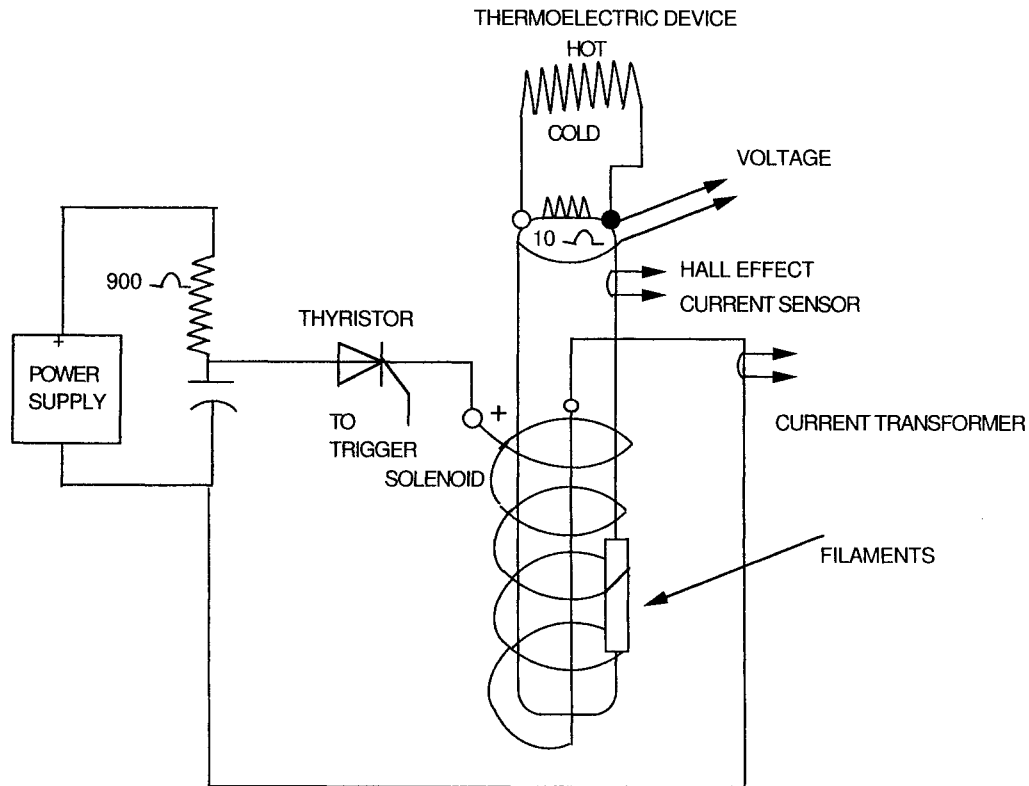 THERMOELECTRIC DEVICE
HOT
COLD
VOLTAGE
10
900
HALL EFFECT
CURRENT SENSOR
THYRISTOR
+
POWER
SUPPLY
+
TO
TRIGGER
SOLENOID
CURRENT TRANSFORMER
FILAMENTS